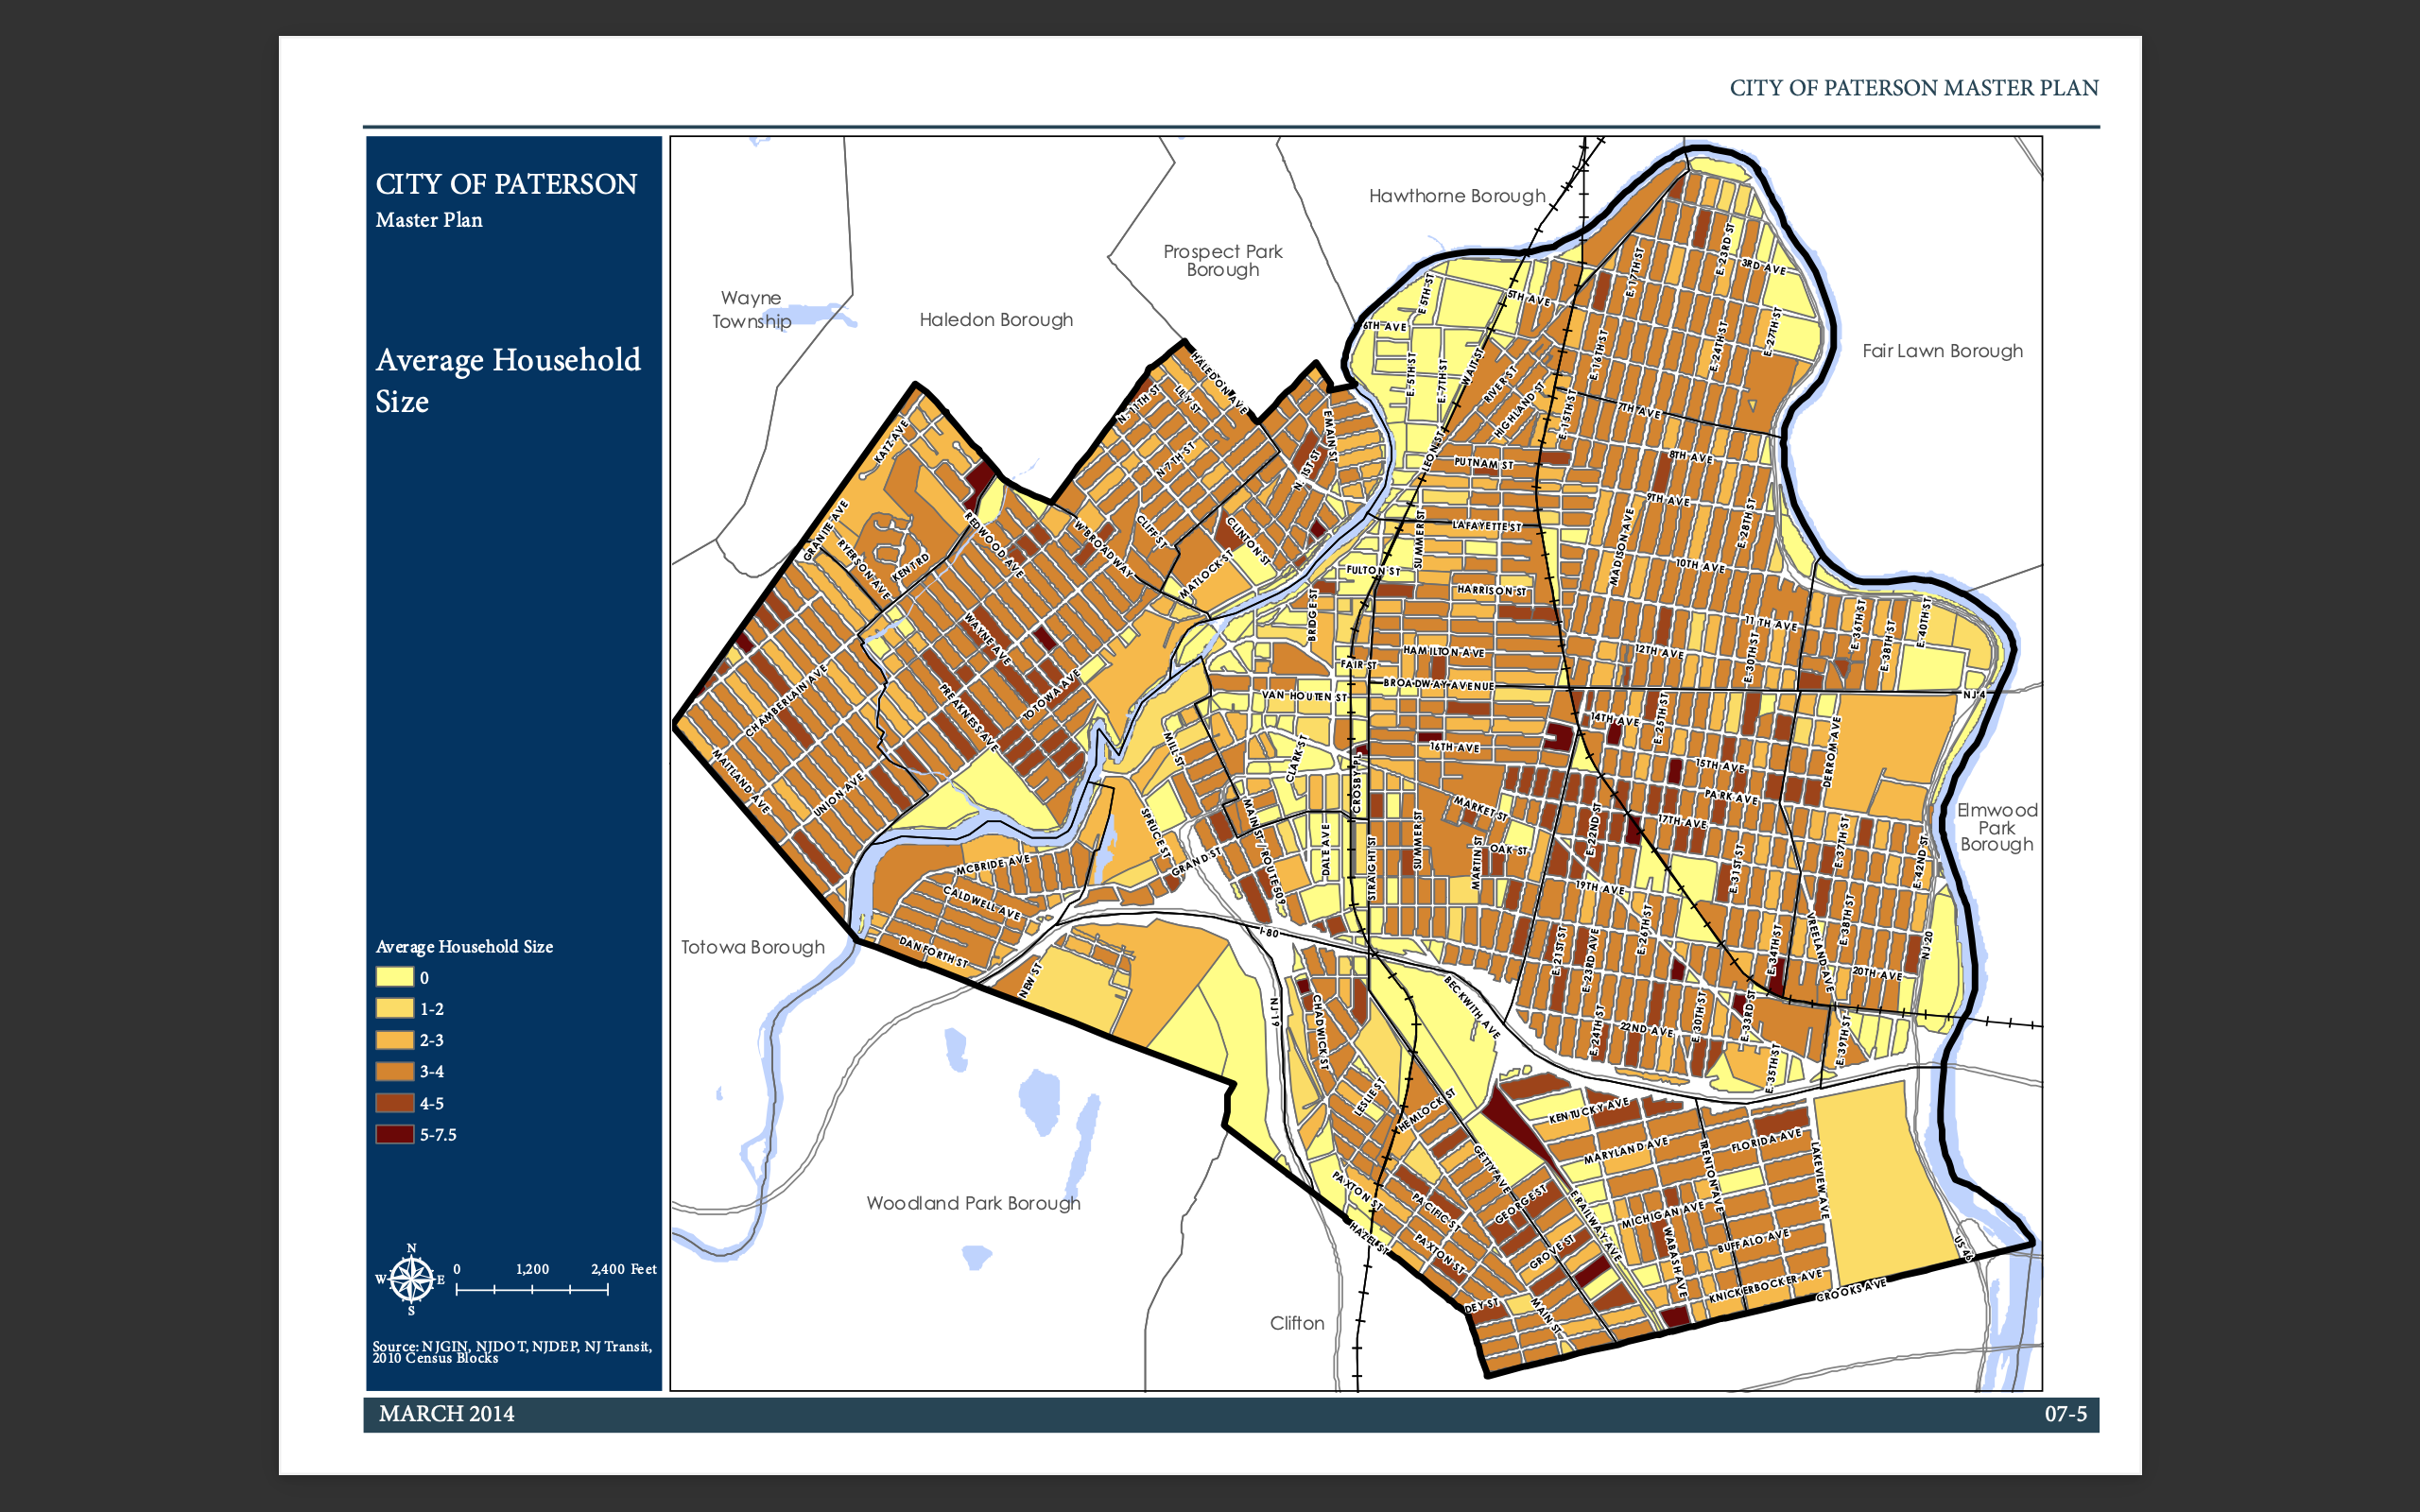 CITY OF PATERSON MASTER PLAN
CITY OF PATERSON
Master Plan
Average Household
Size
Average Household Size
0
1-2
2-3
3-4
4-5
5-7.5
N
W
E
S
0
1,200
2,400 Feet
Source: NJGIN, NJDOT, NJDEP, NJ Transit,
2010 Census Blocks
Wayne
Township
Haledon Borough
Prospect Park
Borough
Hawthorne Borough
Fair Lawn Borough
Elmwood
Park
Borough
Totowa Borough
Woodland Park Borough
Clifton
KATZ AVE
GRANITE AVE
RYERSON AVE
KENT RD
REDWOOD AVE
N. 11TH ST
LILY ST
HALEDON AVE
N 7TH ST
W BROADWAY
CLIFF ST
CLINTON ST
MATLOCK ST
N. 1ST ST
E MAIN ST
WAYNE AVE
TOTOWA AVE
PREAKNESS AVE
CHAMBERLAIN AVE
UNION AVE
MAITLAND AVE
MCBRIDE AVE
CALDWELL AVE
DANFORTH ST
NEW ST
MILL ST
SPRUCE ST
GRAND ST
MAIN ST / ROUTE 509
CLARK ST
DALE AVE
CROSBY PL
STRAIGHT ST
SUMMER ST
VAN HOUTEN ST
FAIR ST
BRIDGE ST
FULTON ST
BROADWAY AVENUE
HAMILTON AVE
HARRISON ST
LAFAYETTE ST
SUMMER ST
PUTNAM ST
LEON ST
WAIT ST
RIVER ST
HIGHLAND ST
5TH AVE
6TH AVE
E. 5TH ST
E. 5TH ST
E. 7TH ST
E. 15TH ST
E. 16TH ST
E. 17TH ST
E. 23RD ST
3RD AVE
E. 24TH ST
E. 27TH ST
7TH AVE
8TH AVE
9TH AVE
10TH AVE
11TH AVE
12TH AVE
MADISON AVE
E. 28TH ST
E. 30TH ST
E. 36TH ST
E. 38TH ST
E. 40TH ST
NJ 4
14TH AVE
E. 25TH ST
15TH AVE
16TH AVE
PARK AVE
17TH AVE
DERROM AVE
MARKET ST
OAK ST
MARTIN ST
E. 22ND ST
19TH AVE
E. 31ST ST
E. 37TH ST
E. 42ND ST
E. 26TH ST
E. 21ST ST
E. 23RD AVE
E. 34TH ST
VREELAND AVE
E. 38TH ST
NJ 20
20TH AVE
22ND AVE
E. 24TH ST
E. 30TH ST
E. 33RD ST
E. 35TH ST
E. 39TH ST
I-80
NJ 19
BECKWITH AVE
CHADWICK ST
LESLIE ST
HEMLOCK ST
GETTY AVE
PAXTON ST
HAZEL ST
PACIFIC ST
PAXTON ST
GEORGE ST
GROVE ST
DEY ST
MAIN ST
E RAILWAY AVE
KENTUCKY AVE
MARYLAND AVE
FLORIDA AVE
TRENTON AVE
LAKEVIEW AVE
MICHIGAN AVE
WABASH AVE
BUFFALO AVE
KNICKERBOCKER AVE
CROOKS AVE
US 46
MARCH 2014
07-5